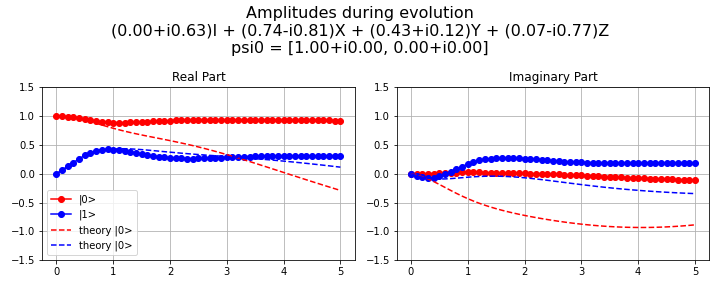 Amplitudes during evolution
(0.00+i0.63)I + (0.74-i0.81)X + (0.43+i0.12)Y + (0.07-i0.77)Z
psi0 = [1.00+i0.00, 0.00+i0.00]
Real Part
1.5
1.0
0.5
0.0
−0.5
−1.0
−1.5
|0>
|1>
theory |0>
theory |0>
0 1 2 3 4 5
Imaginary Part
1.5
1.0
0.5
0.0
−0.5
−1.0
−1.5
0 1 2 3 4 5